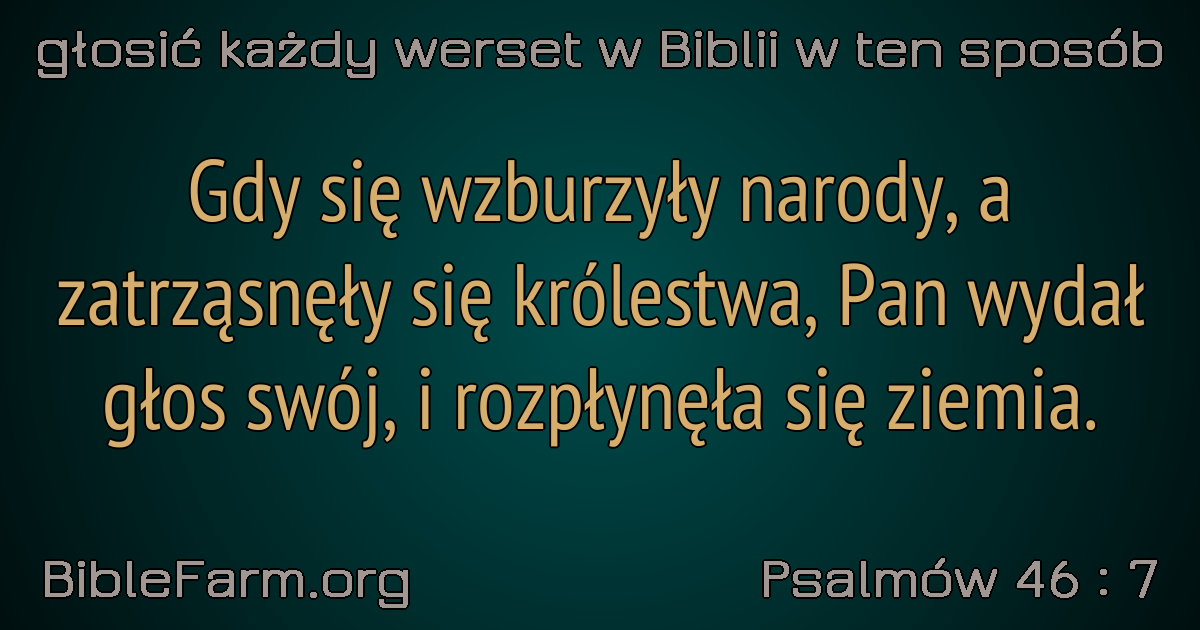 głosić każdy werset w Biblii w ten sposób
Gdy się wzburzyły narody, a
zatrząsnęły się królestwa, Pan wydał
głos swój, i rozpłynęła się ziemia.
BibleFarm.org
Psalmów 46 : 7